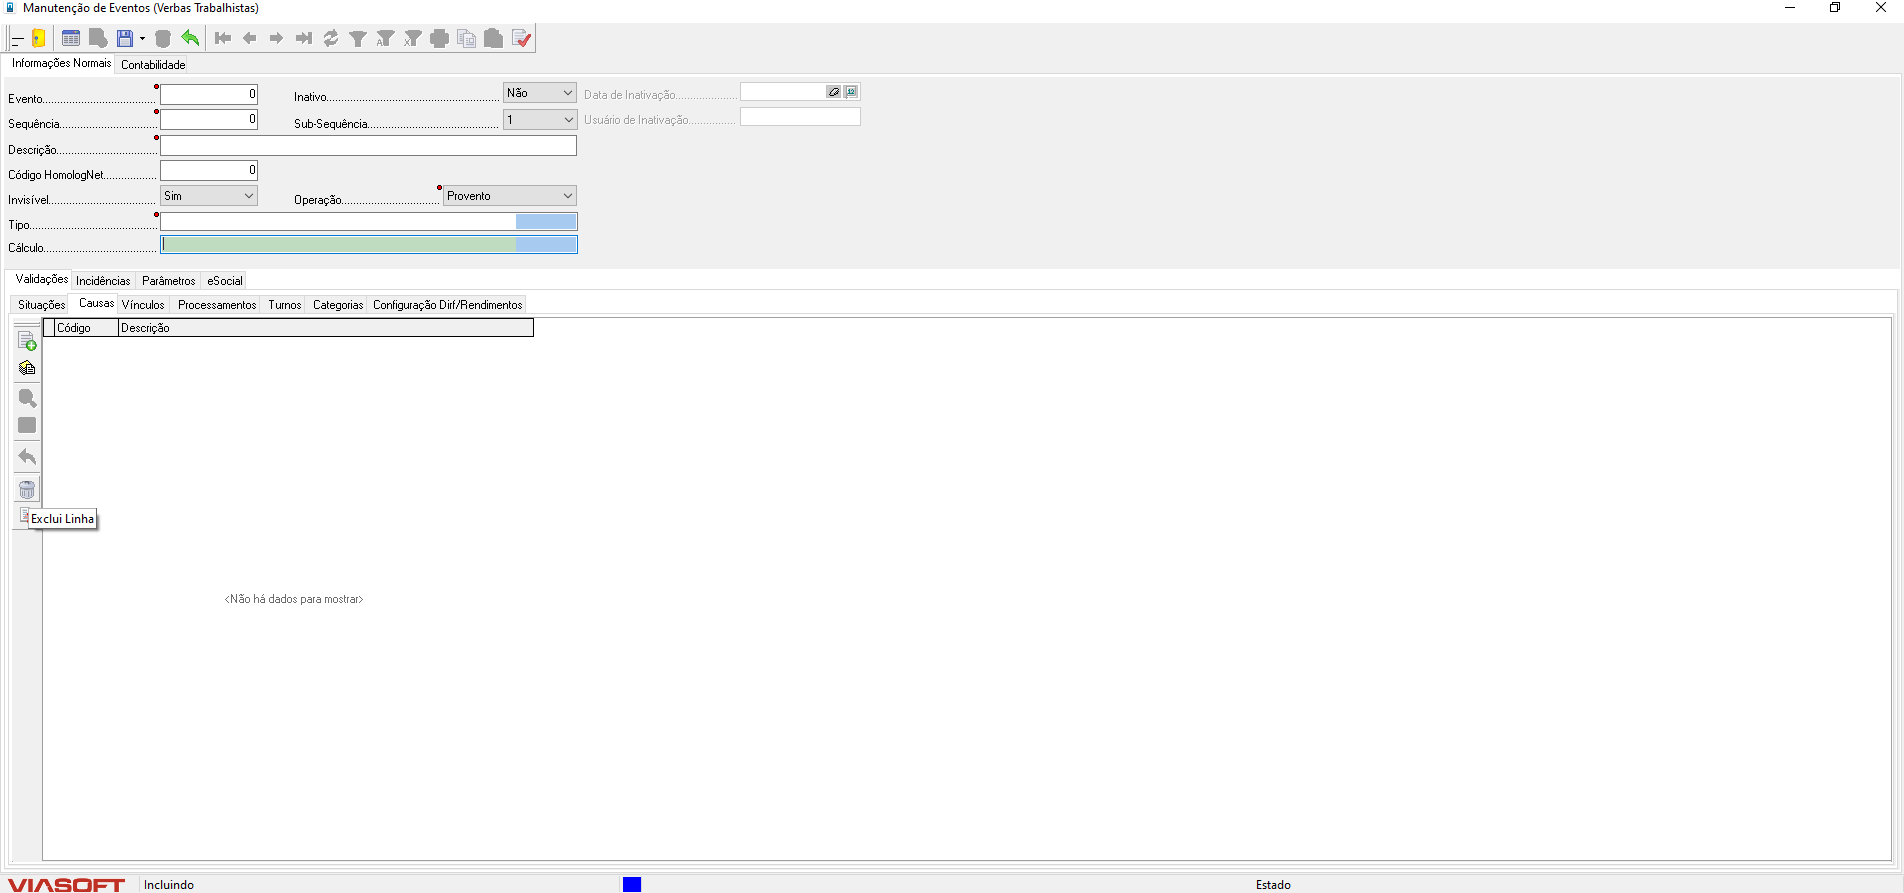 Manutenção de Eventos (Verbas Trabalhistas)
Informações Normais Contabilidade
Evento 0 Inativo Não Data de Inativação
Sequência 0 Sub-Sequência 1 Usuário de Inativação
Descrição
Código HomologNet 0
Invisível Sim Operação Provento
Tipo
Cálculo
Validações Incidências Parâmetros eSocial
Situações Causas Vínculos Processamentos Turnos Categorias Configuração Dirf/Rendimentos
Código Descrição
Exclui Linha
<Não há dados para mostrar>
VIASOFT Incluindo Estado